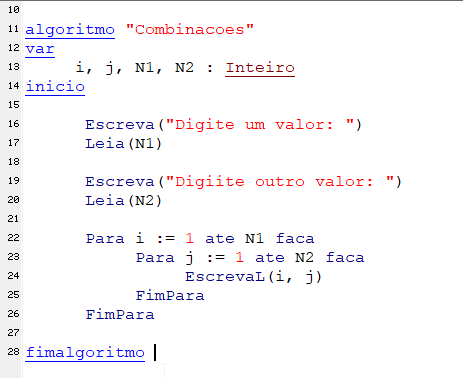 10
11 algoritmo "Combinacoes"
12 var
13 i, j, N1, N2 : Inteiro
14 inicio
15
16 Escreva("Digite um valor: ")
17 Leia(N1)
18
19 Escreva("Digiite outro valor: ")
20 Leia(N2)
21
22 Para i := 1 ate N1 faca
23 Para j := 1 ate N2 faca
24 EscrevaL(i, j)
25 FimPara
26 FimPara
27
28 fimalgoritmo